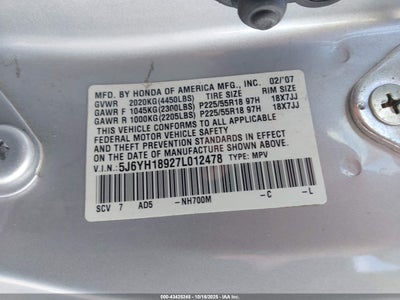 MFD. BY HONDA OF AMERICA MFG., INC. 02/'07
GVWR 2020KG(4450LBS) TIRE SIZE RIM SIZE
GAWR F 1045KG(2300LBS) P225/55R18 97H 18X7JJ
GAWR R 1000KG(2205LBS) P225/55R18 97H 18X7JJ
THIS VEHICLE CONFORMS TO ALL APPLICABLE
FEDERAL MOTOR VEHICLE SAFETY AND
THEFT PREVENTION STANDARDS IN EFFECT ON
THE DATE OF MANUFACTURE SHOWN ABOVE.
V.I.N.: 5J6YH18927L012478 TYPE: MPV
SCV 7 AD5 -NH700M -C -L
000-43425245 - 10/16/2025 - IAAI